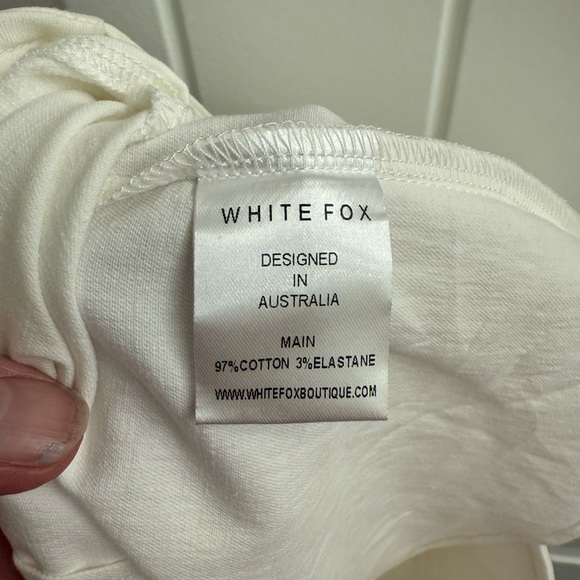 WHITE FOX
DESIGNED
IN
AUSTRALIA
MAIN
97%COTTON 3%ELASTANE
WWW.WHITEFOXBOUTIQUE.COM